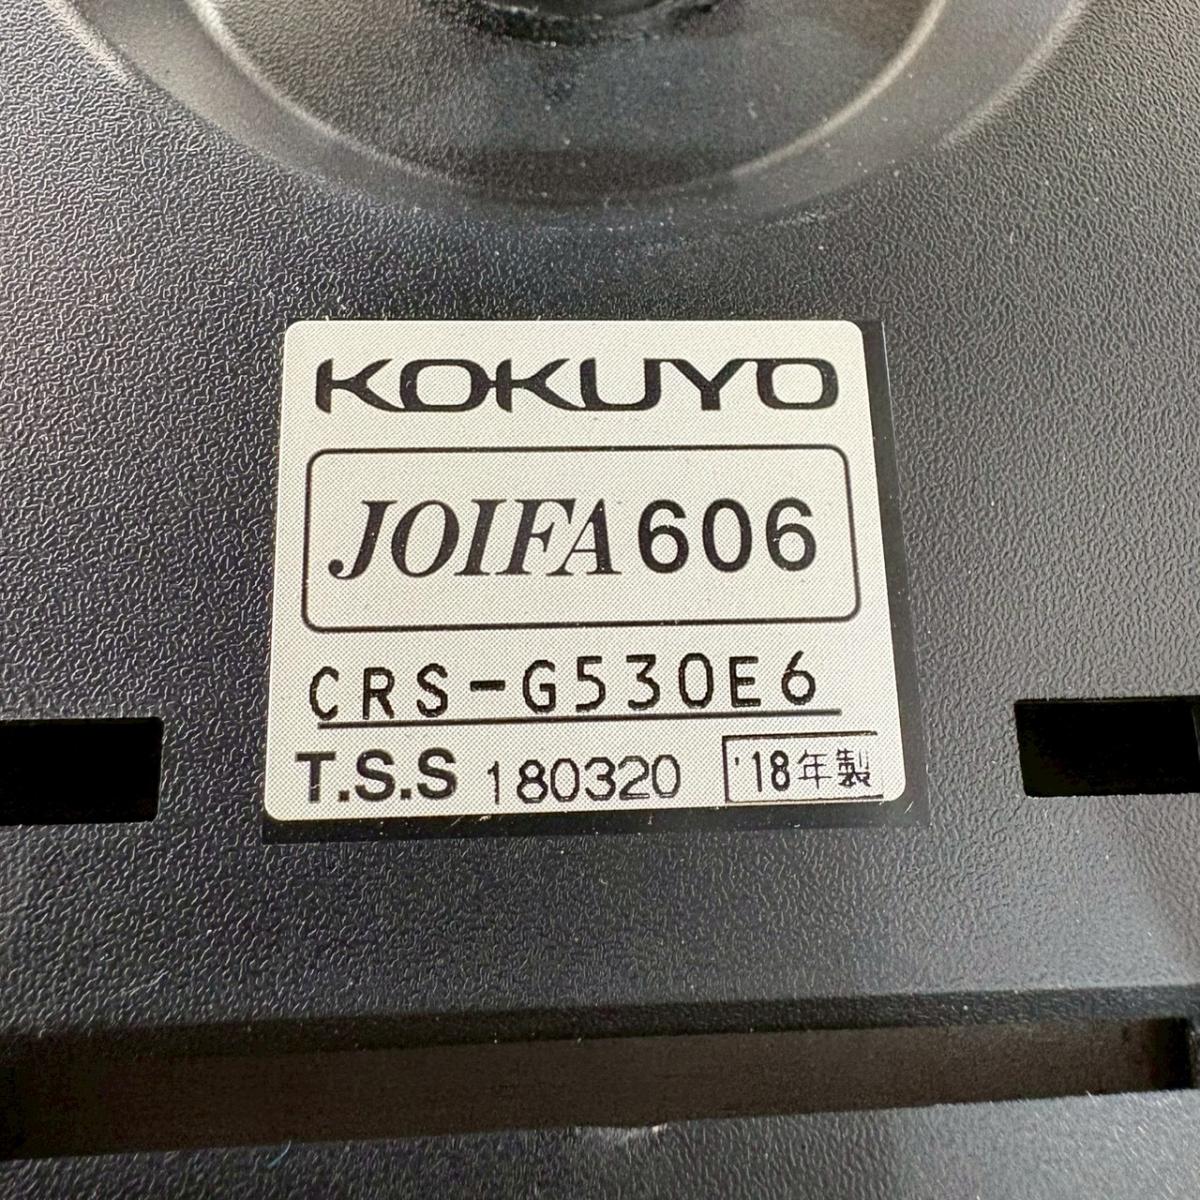 KOKUYO
JOIFA 606
CRS-G530E6
T.S.S 180320 '18年製